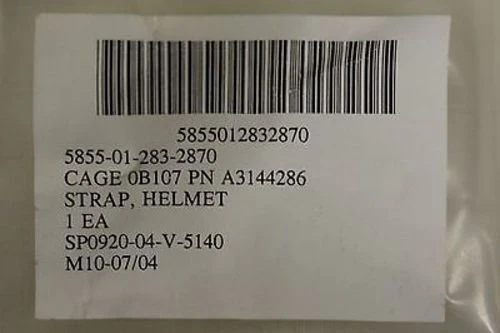 5855012832870
5855-01-283-2870
CAGE 0B107 PN A3144286
STRAP, HELMET
1 EA
SP0920-04-V-5140
M10-07/04